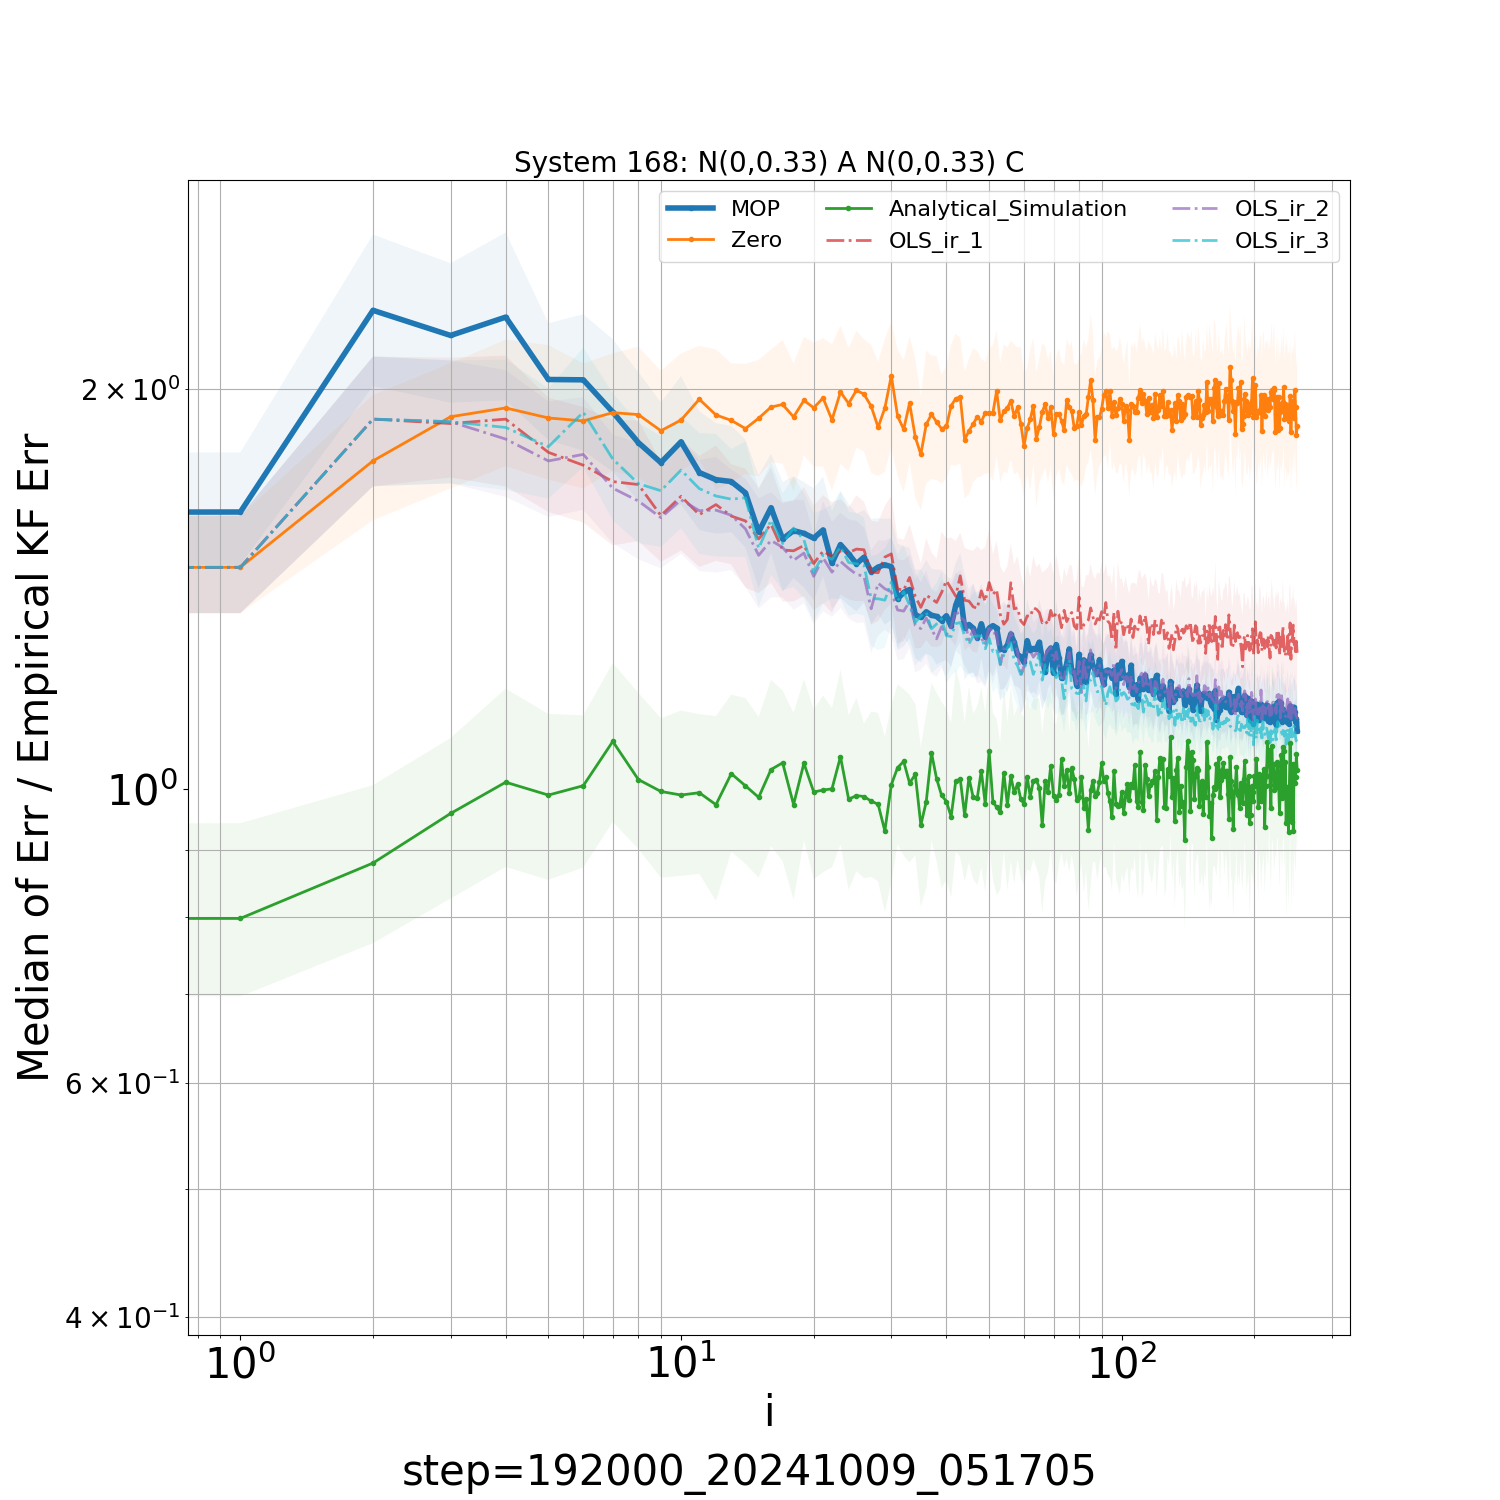 System 168: N(0,0.33) A N(0,0.33) C
MOP
Zero
Analytical_Simulation
OLS_ir_1
OLS_ir_2
OLS_ir_3
Median of Err / Empirical KF Err
2 × 10⁰
10⁰
6 × 10⁻¹
4 × 10⁻¹
10⁰ 10¹ 10²
i
step=192000_20241009_051705